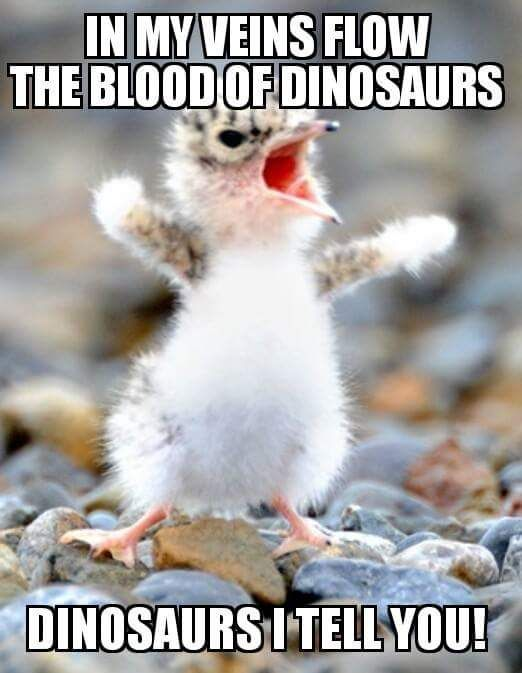 IN MY VEINS FLOW
THE BLOOD OF DINOSAURS
DINOSAURS I TELL YOU!